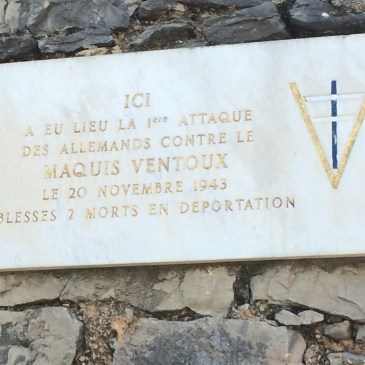 ICI
A EU LIEU LA 1ère ATTAQUE
DES ALLEMANDS CONTRE LE
MAQUIS VENTOUX
LE 20 NOVEMBRE 1943
BLESSES 2 MORTS EN DEPORTATION